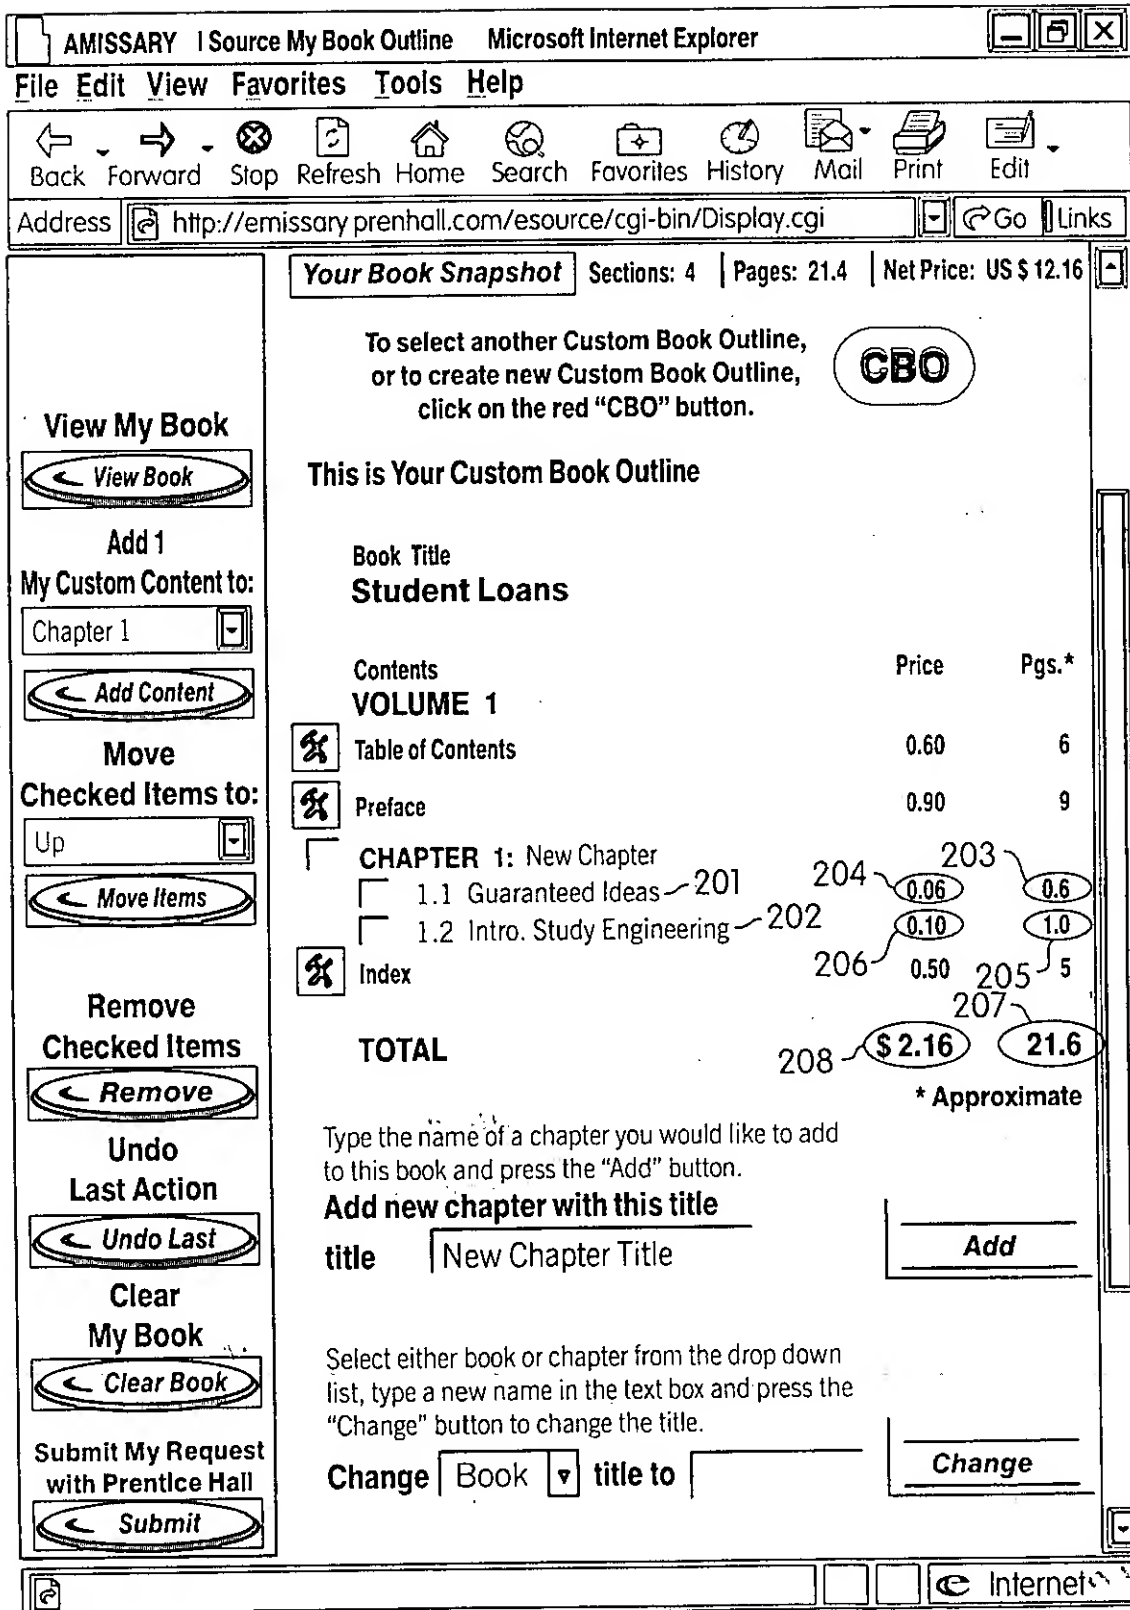 AMISSARY I Source My Book Outline Microsoft Internet Explorer
File Edit View Favorites Tools Help
Back Forward Stop Refresh Home Search Favorites History Mail Print Edit
Address http://emissary prenhall.com/esource/cgi-bin/Display.cgi Go Links
Your Book Snapshot Sections: 4 Pages: 21.4 Net Price: US $ 12.16
To select another Custom Book Outline,
or to create new Custom Book Outline,
click on the red “CBO” button.
CBO
View My Book
View Book
Add 1
My Custom Content to:
Chapter 1
Add Content
Move
Checked Items to:
Up
Move Items
Remove
Checked Items
Remove
Undo
Last Action
Undo Last
Clear
My Book
Clear Book
Submit My Request
with Prentice Hall
Submit
This is Your Custom Book Outline
Book Title
Student Loans
Contents Price Pgs.*
VOLUME 1
Table of Contents 0.60 6
Preface 0.90 9
CHAPTER 1: New Chapter 203
1.1 Guaranteed Ideas 201 204 0.06 0.6
1.2 Intro. Study Engineering 202 0.10 1.0
Index 206 0.50 205 5
207
TOTAL 208 $ 2.16 21.6
* Approximate
Type the name of a chapter you would like to add
to this book and press the “Add” button.
Add new chapter with this title
title New Chapter Title Add
Select either book or chapter from the drop down
list, type a new name in the text box and press the
“Change” button to change the title.
Change Book title to Change
Internet